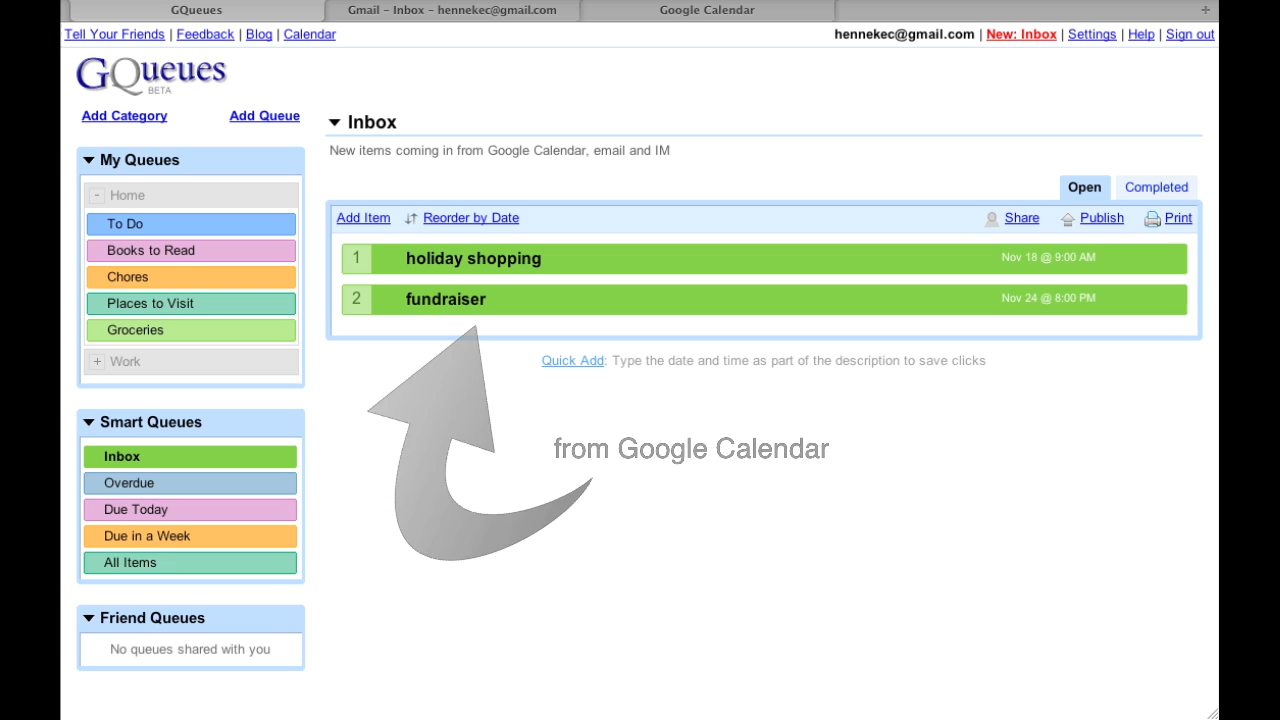 GQueues
Gmail – Inbox – hennekec@gmail.com
Google Calendar
+
Tell Your Friends | Feedback | Blog | Calendar
hennekec@gmail.com | New: Inbox | Settings | Help | Sign out
GQueues
BETA
Add Category
Add Queue
My Queues
- Home
To Do
Books to Read
Chores
Places to Visit
Groceries
+ Work
Smart Queues
Inbox
Overdue
Due Today
Due in a Week
All Items
Friend Queues
No queues shared with you
Inbox
New items coming in from Google Calendar, email and IM
Open
Completed
Add Item
Reorder by Date
Share
Publish
Print
1 holiday shopping Nov 18 @ 9:00 AM
2 fundraiser Nov 24 @ 8:00 PM
Quick Add: Type the date and time as part of the description to save clicks
from Google Calendar